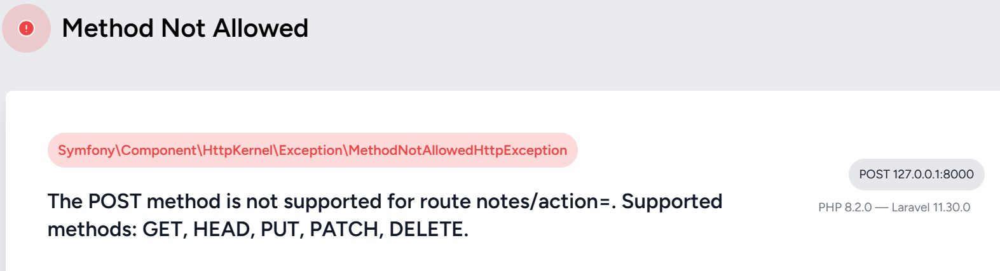 Method Not Allowed
Symfony\Component\HttpKernel\Exception\MethodNotAllowedHttpException
The POST method is not supported for route notes/action=. Supported
methods: GET, HEAD, PUT, PATCH, DELETE.
POST 127.0.0.1:8000
PHP 8.2.0 — Laravel 11.30.0